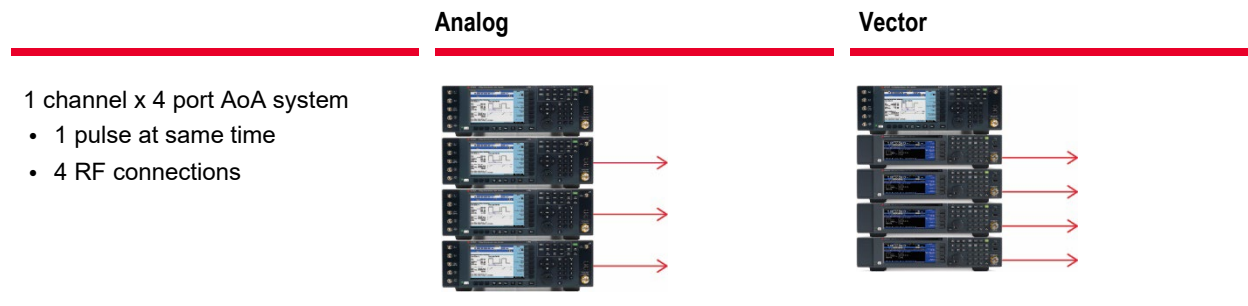 Analog
Vector
1 channel x 4 port AoA system
• 1 pulse at same time
• 4 RF connections